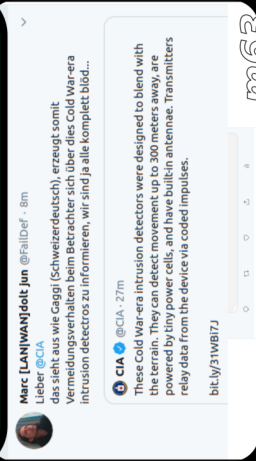 Marc [LAN|WAN]dolt jun @FailDef · 8m
Lieber @CIA
das sieht aus wie Gaggi (Schweizerdeutsch), erzeugt somit
Vermeidungsverhalten beim Betrachter sich über dies Cold War-era
intrusion detectros zu informieren, wir sind ja alle komplett blöd...
CIA @CIA · 27m
These Cold War-era intrusion detectors were designed to blend with
the terrain. They can detect movement up to 300 meters away, are
powered by tiny power cells, and have built-in antennae. Transmitters
relay data from the device via coded impulses.
bit.ly/31WBi7J
m63